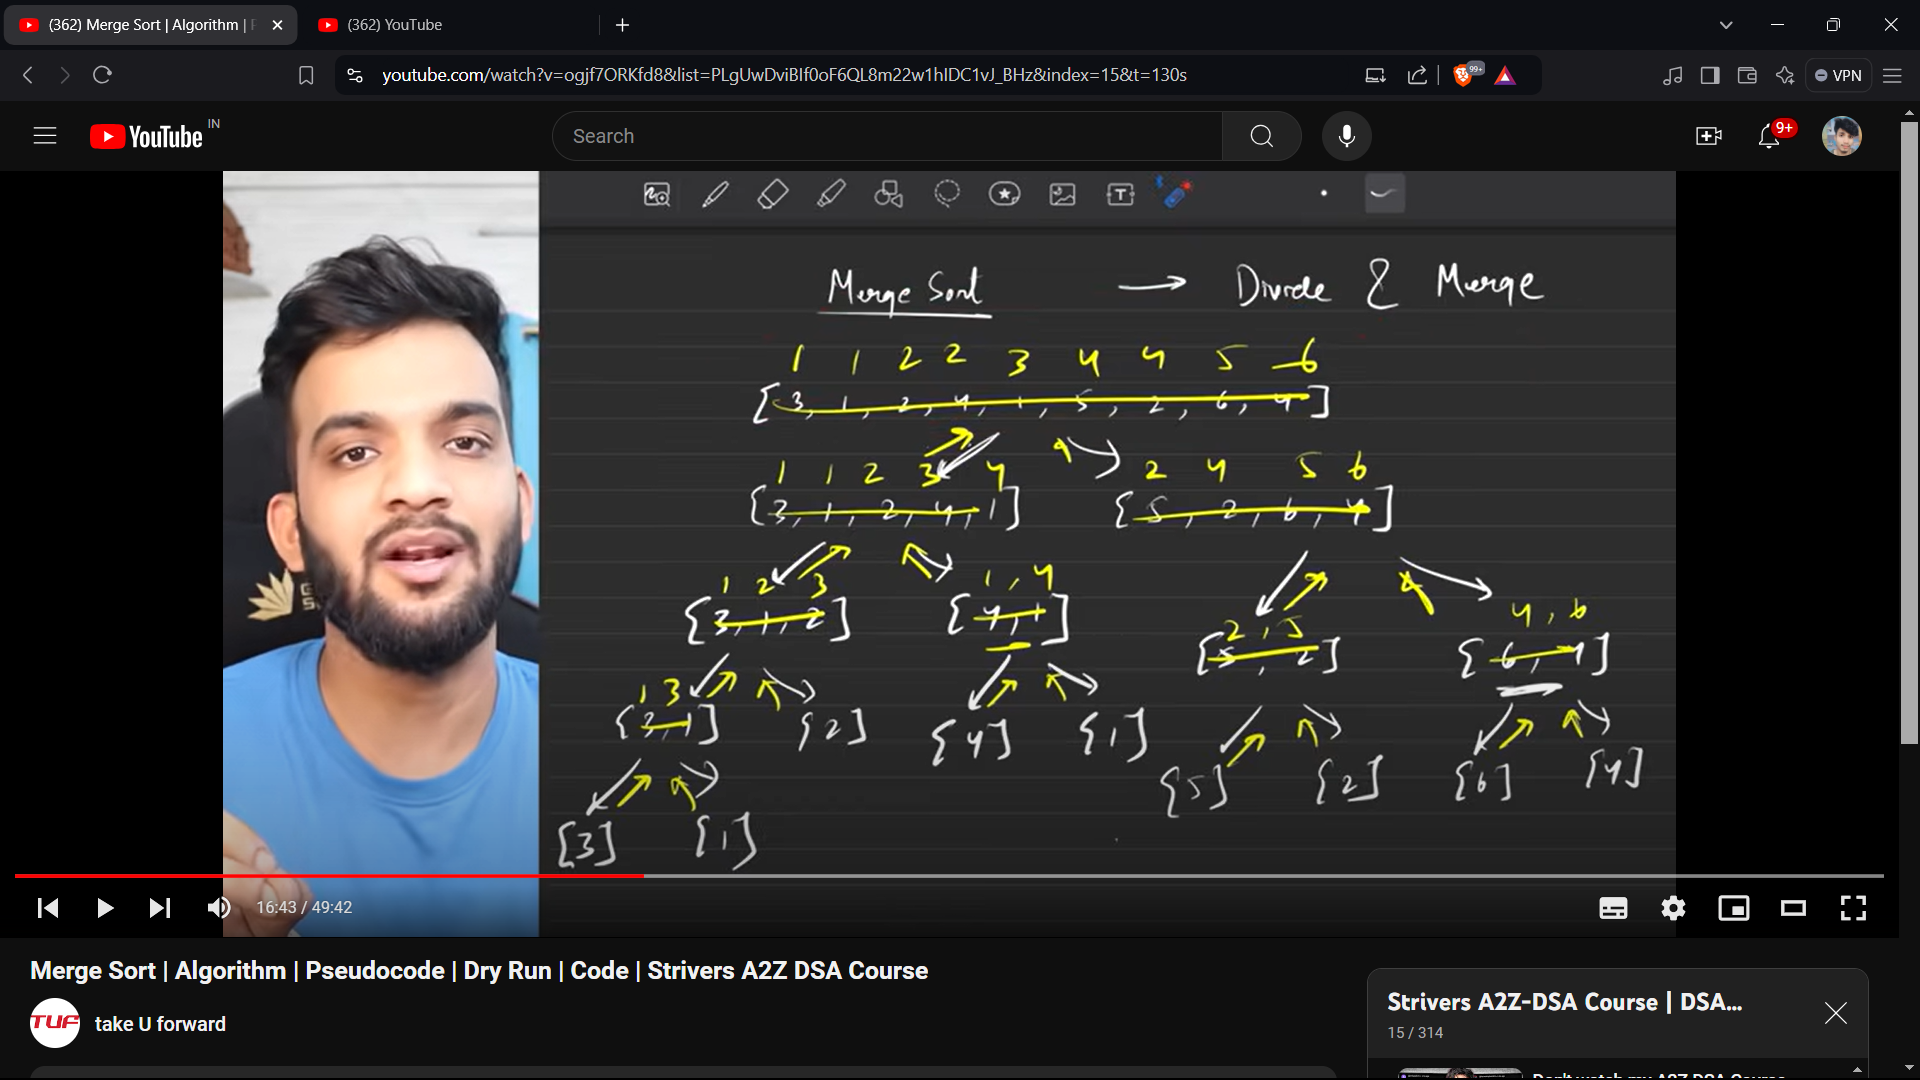 (362) Merge Sort | Algorithm |
(362) YouTube
youtube.com/watch?v=ogjf7ORKfd8&list=PLgUwDviBIf0oF6QL8m22w1hIDC1vJ_BHz&index=15&t=130s
99+
VPN
YouTube IN
Search
9+
Merge Sort → Divide & Merge
1 1 2 2 3 4 4 5 6
[3, 1, 2, 4, 1, 5, 2, 6, 4]
1 1 2 3 4 2 4 5 6
[3, 1, 2, 4, 1] [5, 2, 6, 4]
1 2 3 1, 4 2, 5 4, 6
[3, 1, 2] [4, 1] [5, 2] [6, 4]
1 3
[3, 1] [2] [4] [1] [5] [2] [6] [4]
[3] [1]
16:43 / 49:42
Merge Sort | Algorithm | Pseudocode | Dry Run | Code | Strivers A2Z DSA Course
TUF
take U forward
Strivers A2Z-DSA Course | DSA...
15 / 314